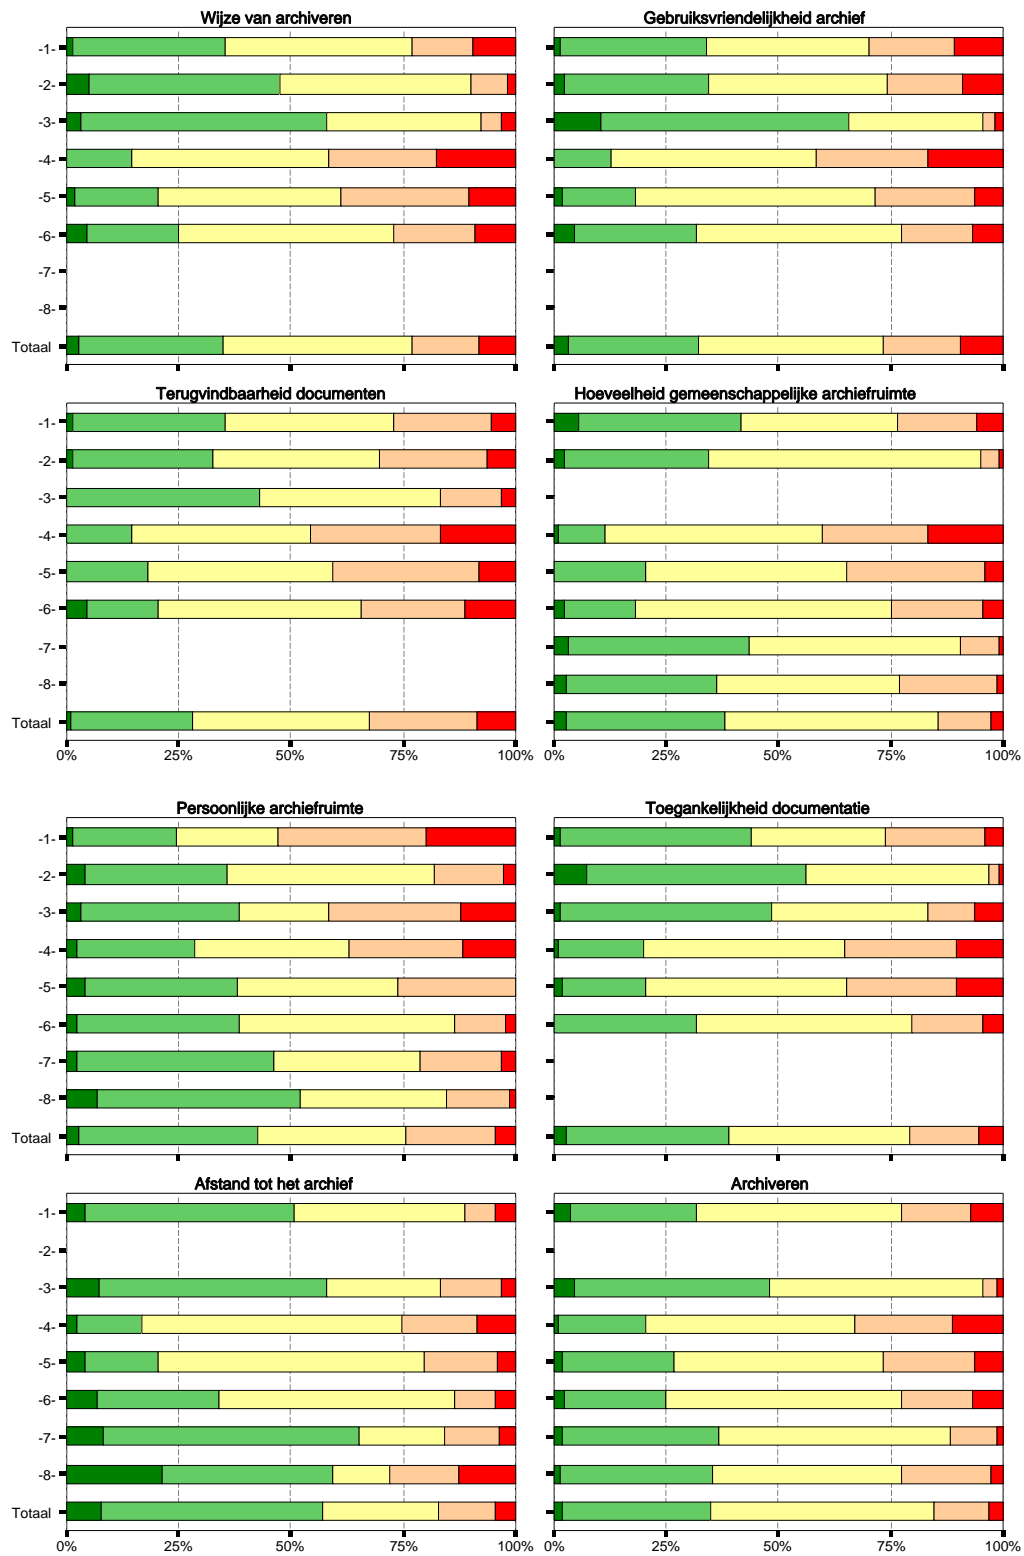 Wijze van archiveren
Gebruiksvriendelijkheid archief
-1-
-2-
-3-
-4-
-5-
-6-
-7-
-8-
Totaal
Terugvindbaarheid documenten
Hoeveelheid gemeenschappelijke archiefruimte
-1-
-2-
-3-
-4-
-5-
-6-
-7-
-8-
Totaal
0% 25% 50% 75% 100%
0% 25% 50% 75% 100%
Persoonlijke archiefruimte
Toegankelijkheid documentatie
-1-
-2-
-3-
-4-
-5-
-6-
-7-
-8-
Totaal
Afstand tot het archief
Archiveren
-1-
-2-
-3-
-4-
-5-
-6-
-7-
-8-
Totaal
0% 25% 50% 75% 100%
0% 25% 50% 75% 100%